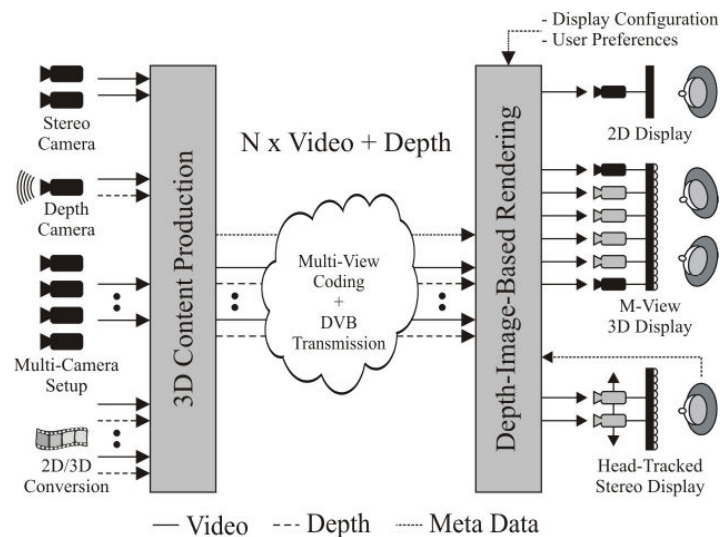 - Display Configuration
- User Preferences
Stereo
Camera
Depth
Camera
Multi-Camera
Setup
2D/3D
Conversion
3D Content Production
N x Video + Depth
Multi-View
Coding
+
DVB
Transmission
Depth-Image-Based Rendering
2D Display
M-View
3D Display
Head-Tracked
Stereo Display
Video
Depth
Meta Data